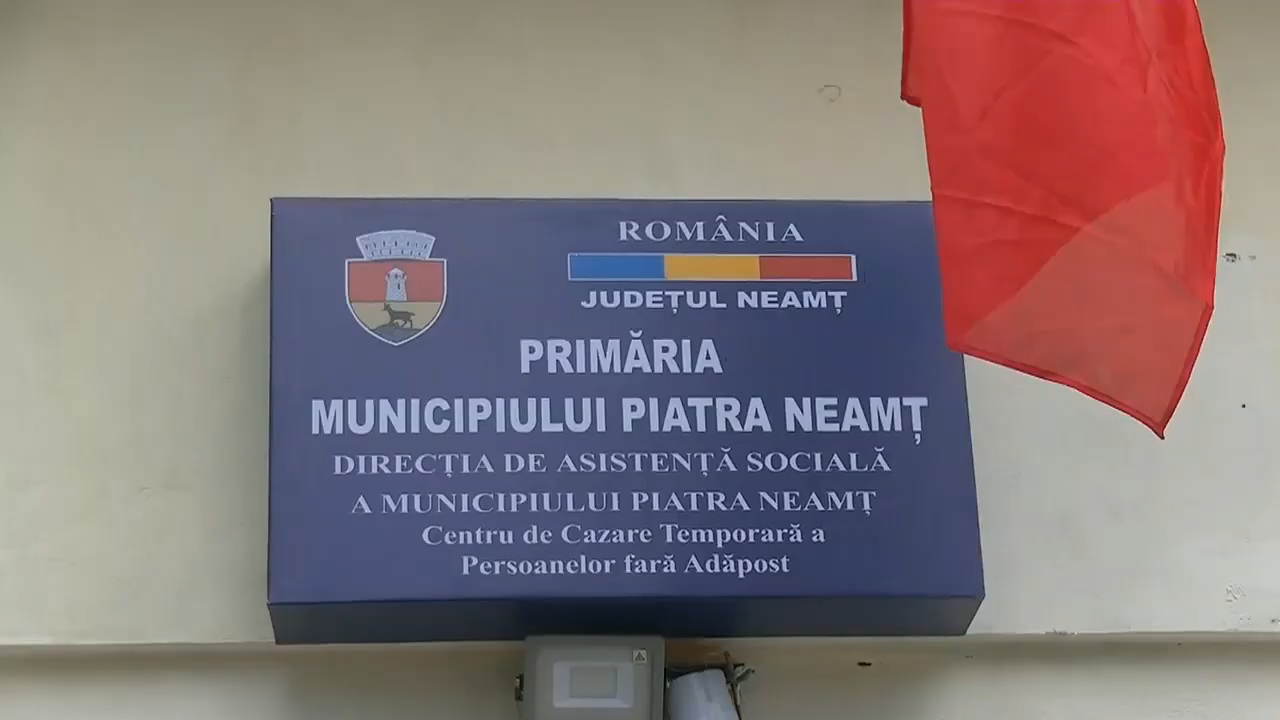 ROMÂNIA
JUDEȚUL NEAMȚ
PRIMĂRIA
MUNICIPIULUI PIATRA NEAMȚ
DIRECȚIA DE ASISTENȚĂ SOCIALĂ
A MUNICIPIULUI PIATRA NEAMȚ
Centru de Cazare Temporară a
Persoanelor fară Adăpost